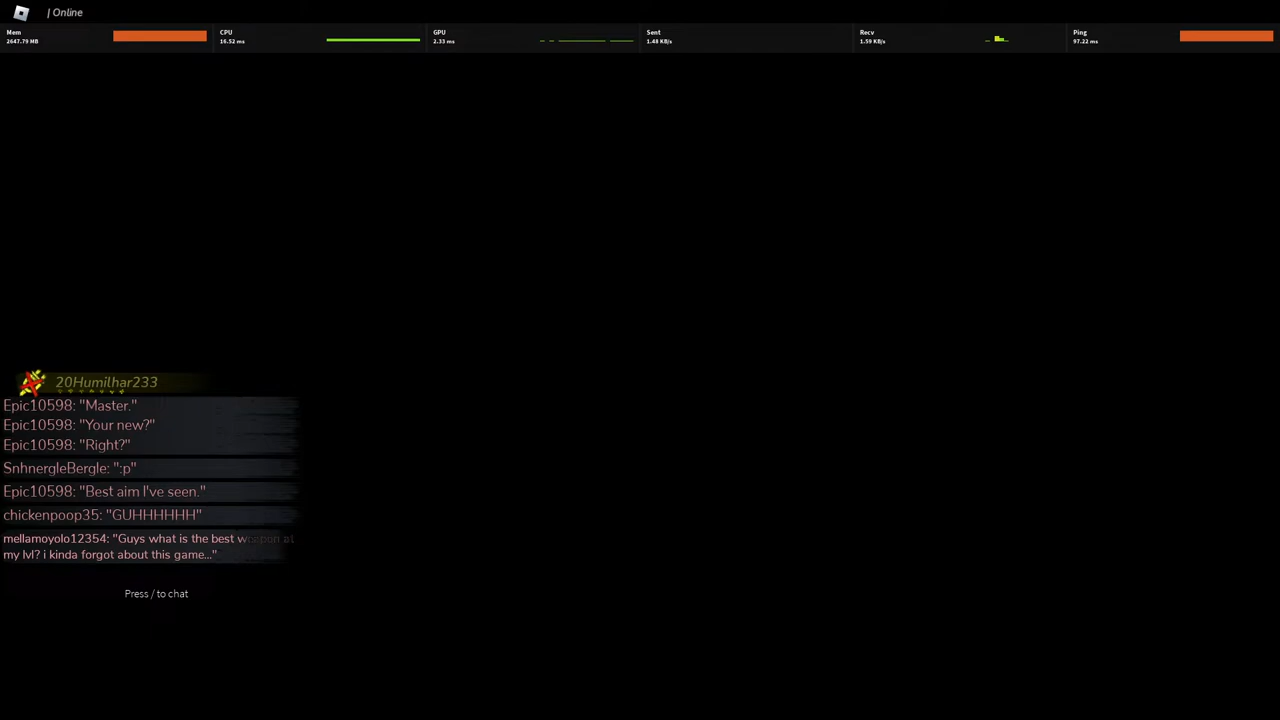 | Online
Mem
2647.79 MB
CPU
16.52 ms
GPU
2.33 ms
Sent
1.48 KB/s
Recv
1.59 KB/s
Ping
97.22 ms
20Humilhar233
Epic10598: "Master."
Epic10598: "Your new?"
Epic10598: "Right?"
SnhnergleBergle: ":p"
Epic10598: "Best aim I've seen."
chickenpoop35: "GUHHHHHH"
mellamoyolo12354: "Guys what is the best weapon at
my lvl? i kinda forgot about this game..."
Press / to chat